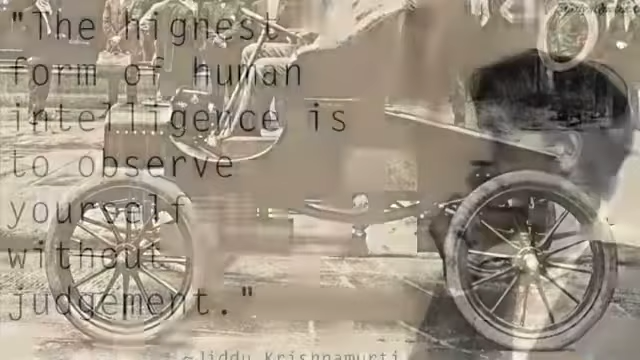 "The highest
form of human
intelligence is
to observe
yourself
without
judgement."
~Jiddu Krishnamurti